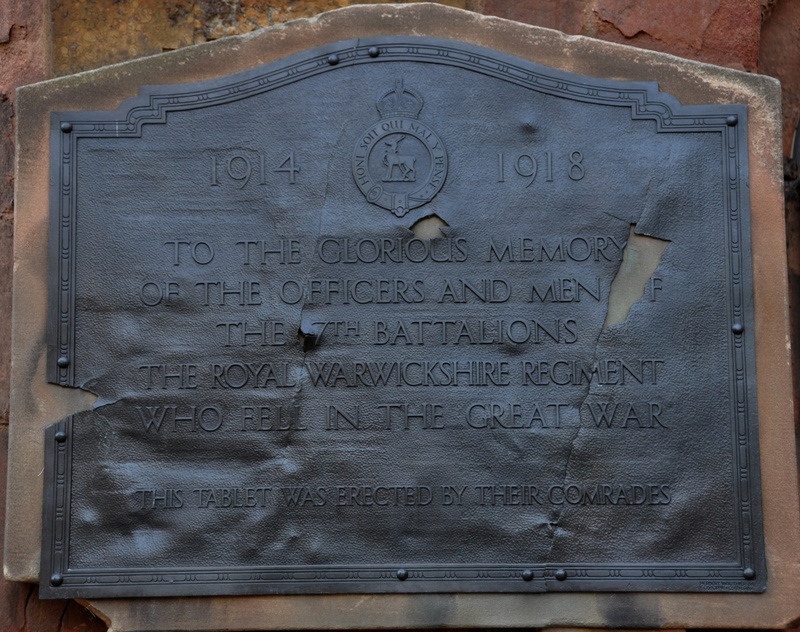 HONI SOIT QUI MAL Y PENSE
1914 1918
TO THE GLORIOUS MEMORY
OF THE OFFICERS AND MEN F
THE 7TH BATTALIONS
THE ROYAL WARWICKSHIRE REGIMENT
WHO FELL IN THE GREAT WAR
THIS TABLET WAS ERECTED BY THEIR COMRADES